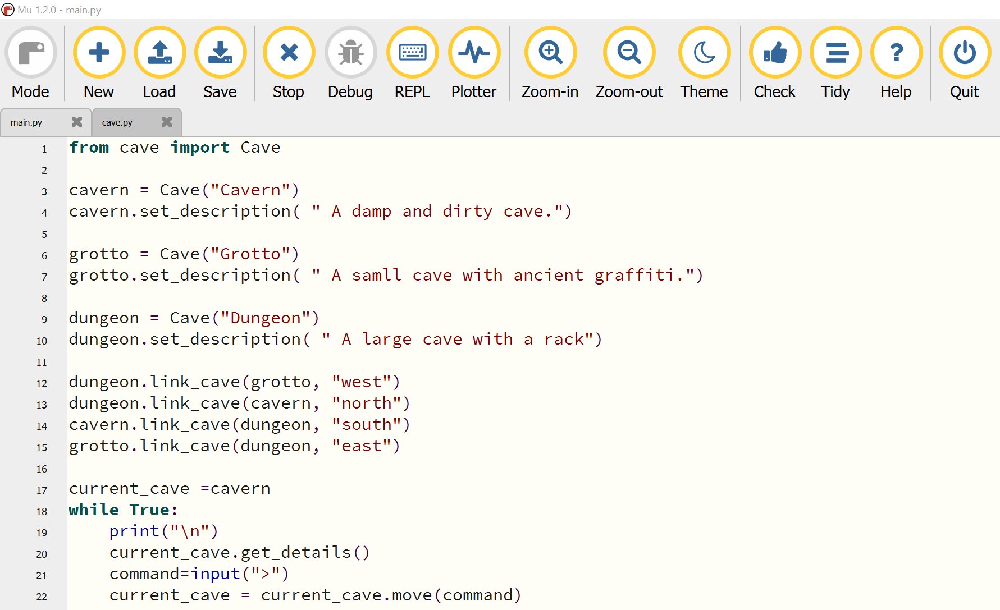 Mu 1.2.0 - main.py
Mode New Load Save Stop Debug REPL Plotter Zoom-in Zoom-out Theme Check Tidy Help Quit
main.py cave.py
1 from cave import Cave
2
3 cavern = Cave("Cavern")
4 cavern.set_description( " A damp and dirty cave.")
5
6 grotto = Cave("Grotto")
7 grotto.set_description( " A samll cave with ancient graffiti.")
8
9 dungeon = Cave("Dungeon")
10 dungeon.set_description( " A large cave with a rack")
11
12 dungeon.link_cave(grotto, "west")
13 dungeon.link_cave(cavern, "north")
14 cavern.link_cave(dungeon, "south")
15 grotto.link_cave(dungeon, "east")
16
17 current_cave =cavern
18 while True:
19     print("\n")
20     current_cave.get_details()
21     command=input(">")
22     current_cave = current_cave.move(command)